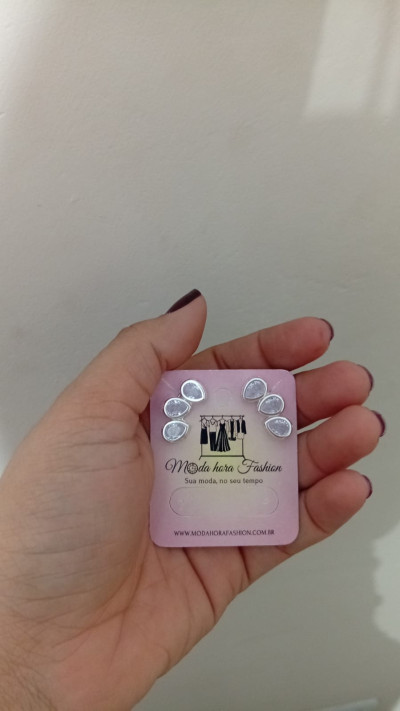 Moda hora Fashion
Sua moda, no seu tempo
WWW.MODAHORAFASHION.COM.BR